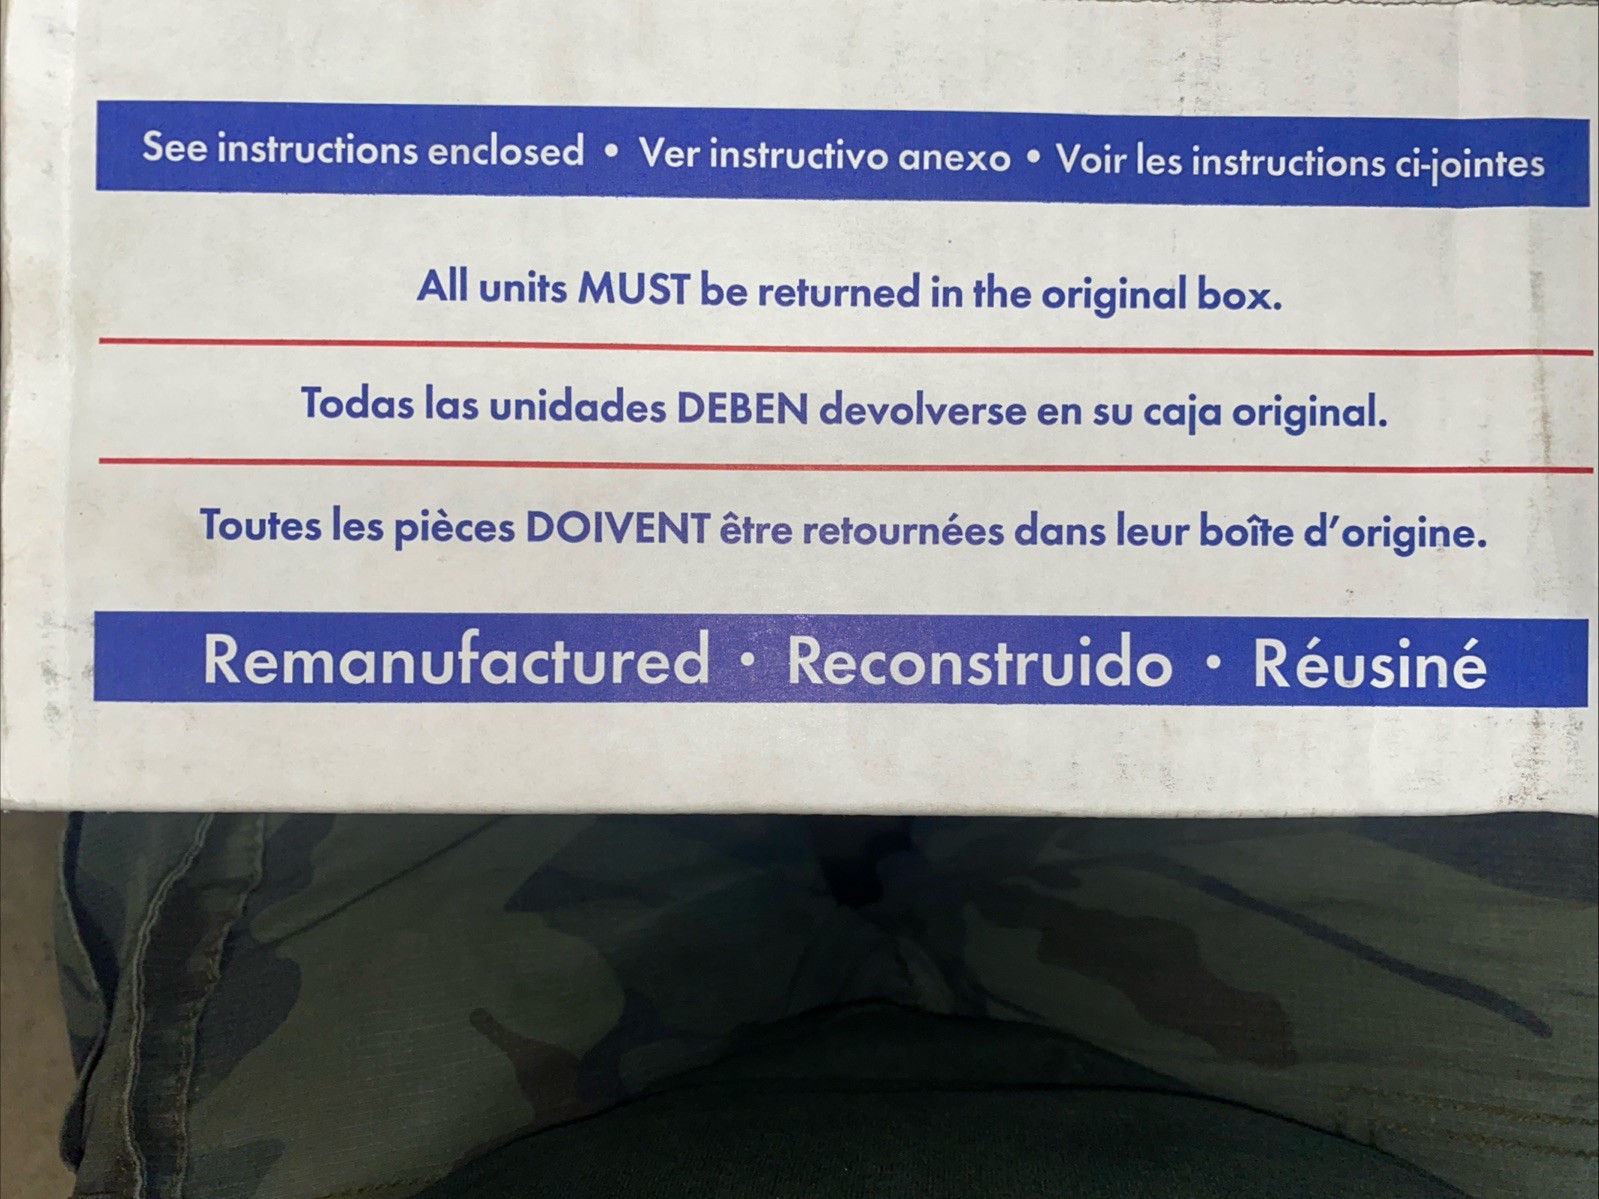 See instructions enclosed • Ver instructivo anexo • Voir les instructions ci-jointes
All units MUST be returned in the original box.
Todas las unidades DEBEN devolverse en su caja original.
Toutes les pièces DOIVENT être retournées dans leur boîte d'origine.
Remanufactured • Reconstruido • Réusiné